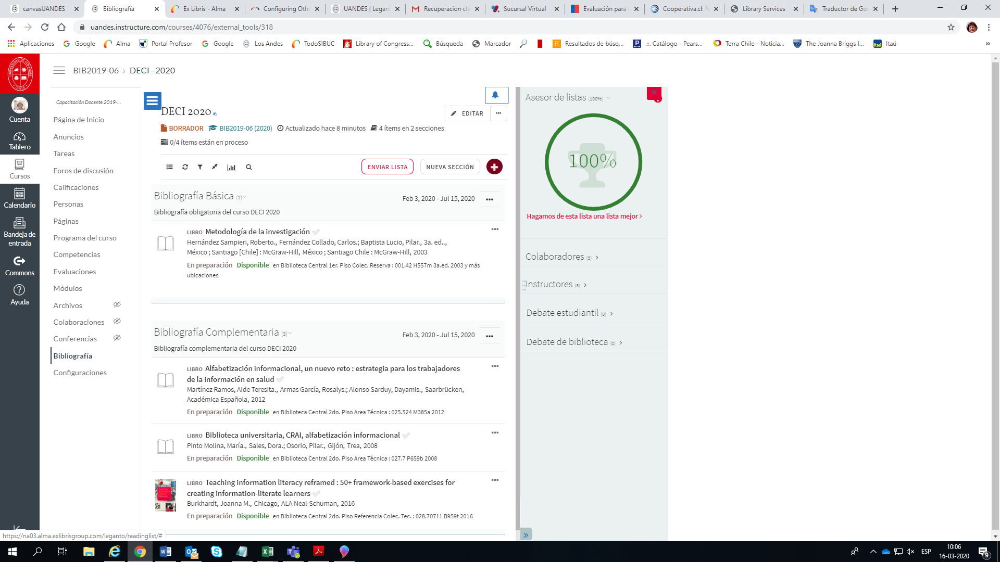 canvasUANDES
Bibliografía
Ex Libris - Alma
Configuring Othe
UANDES | Legant
Recuperacion cla
Sucursal Virtual
Evaluación para
Cooperativa.cl: N
Library Services
Traductor de Goo
uandes.instructure.com/courses/4076/external_tools/318
Aplicaciones
Google
Alma
Portal Profesor
Google
Los Andes
TodoSIBUC
Library of Congress...
Búsqueda
Marcador
Resultados de búsq...
.:: Catálogo - Pears...
Terra Chile - Noticia...
The Joanna Briggs I...
Itaú
»
BIB2019-06 › DECI - 2020
Cuenta
Tablero
Cursos
Calendario
Bandeja de
entrada
Commons
Ayuda
Capacitación Docente 2019-...
Página de Inicio
Anuncios
Tareas
Foros de discusión
Calificaciones
Personas
Páginas
Programa del curso
Competencias
Evaluaciones
Módulos
Archivos
Colaboraciones
Conferencias
Bibliografía
Configuraciones
DECI 2020
EDITAR
BORRADOR BIB2019-06 (2020) Actualizado hace 8 minutos 4 ítems en 2 secciones
0/4 ítems están en proceso
ENVIAR LISTA
NUEVA SECCIÓN
Bibliografía Básica (1)
Feb 3, 2020 - Jul 15, 2020
Bibliografía obligatoria del curso DECI 2020
LIBRO Metodología de la investigación
Hernández Sampieri, Roberto., Fernández Collado, Carlos.; Baptista Lucio, Pilar., 3a. ed..,
México ; Santiago [Chile] : McGraw-Hill, México ; Santiago Chile : McGraw-Hill, 2003
En preparación Disponible en Biblioteca Central 1er. Piso Colec. Reserva : 001.42 H557m 3a.ed. 2003 y más
ubicaciones
Bibliografía Complementaria (3)
Feb 3, 2020 - Jul 15, 2020
Bibliografía complementaria del curso DECI 2020
LIBRO Alfabetización informacional, un nuevo reto : estrategia para los trabajadores
de la información en salud
Martínez Ramos, Aide Teresita., Armas García, Rosalys.; Alonso Sarduy, Dayamis., Saarbrücken,
Académica Española, 2012
En preparación Disponible en Biblioteca Central 2do. Piso Area Técnica : 025.524 M385a 2012
LIBRO Biblioteca universitaria, CRAI, alfabetización informacional
Pinto Molina, María., Sales, Dora.; Osorio, Pilar., Gijón, Trea, 2008
En preparación Disponible en Biblioteca Central 2do. Piso Area Técnica : 027.7 P659b 2008
LIBRO Teaching information literacy reframed : 50+ framework-based exercises for
creating information-literate learners
Burkhardt, Joanna M., Chicago, ALA Neal-Schuman, 2016
En preparación Disponible en Biblioteca Central 2do. Piso Referencia Colec. Tec. : 028.70711 B959t 2016
Asesor de listas (100%)
100%
Hagamos de esta lista una lista mejor
Colaboradores (3)
Instructores (3)
Debate estudiantil (0)
Debate de biblioteca (0)
https://na03.alma.exlibrisgroup.com/leganto/readinglist/#
ESP
10:06
16-03-2020
9